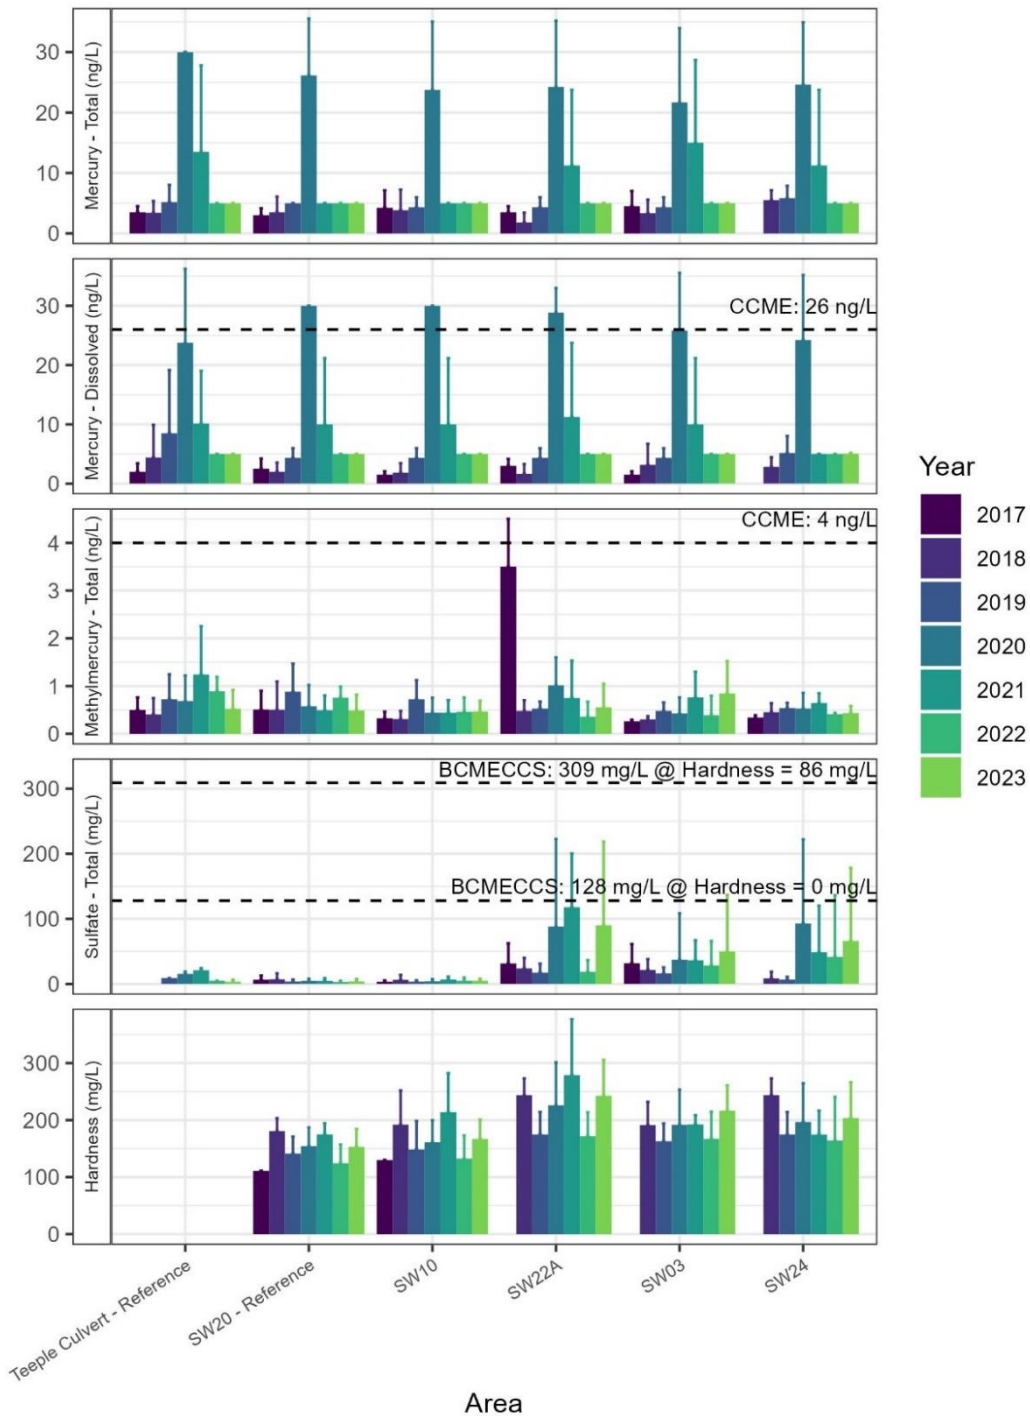 Mercury - Total (ng/L)
30
20
10
0
Mercury - Dissolved (ng/L)
30
20
10
0
CCME: 26 ng/L
Methylmercury - Total (ng/L)
4
3
2
1
0
CCME: 4 ng/L
Sulfate - Total (mg/L)
300
200
100
0
BCMECCS: 309 mg/L @ Hardness = 86 mg/L
BCMECCS: 128 mg/L @ Hardness = 0 mg/L
Hardness (mg/L)
300
200
100
0
Teeple Culvert - Reference
SW20 - Reference
SW10
SW22A
SW03
SW24
Area
Year
2017
2018
2019
2020
2021
2022
2023